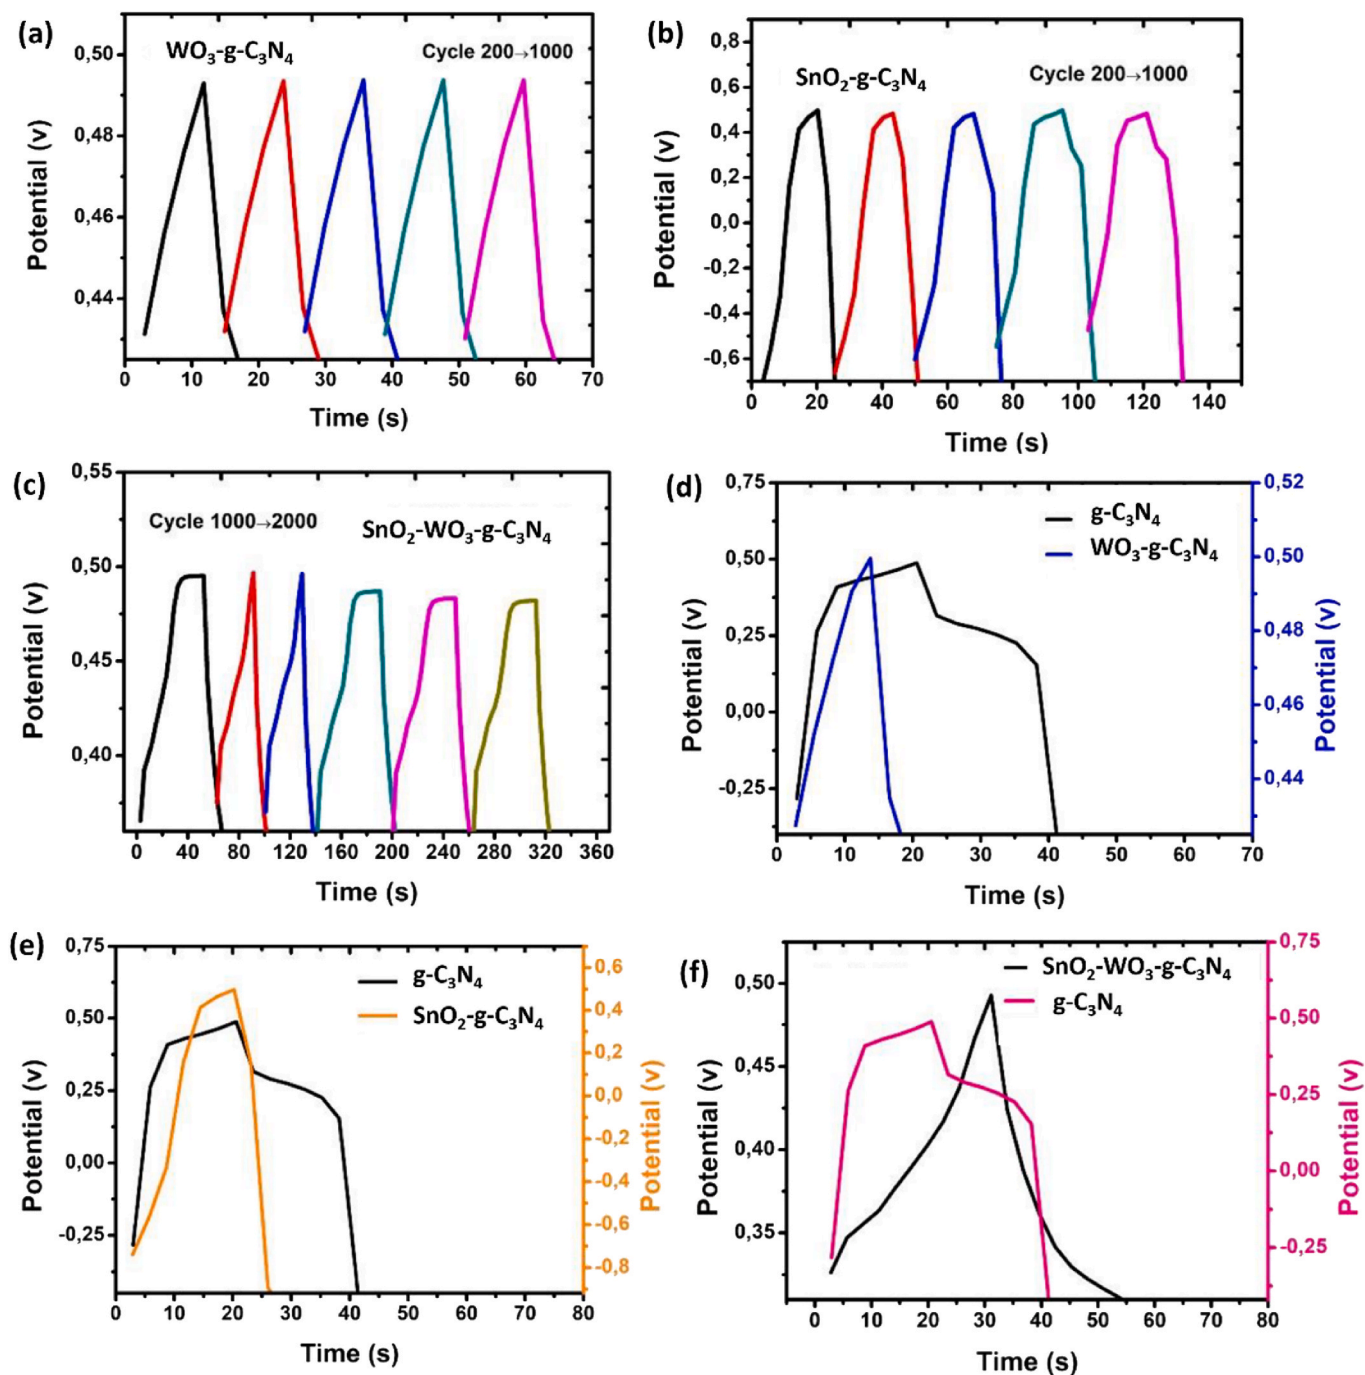 (a)
WO₃-g-C₃N₄
Cycle 200→1000
0,50
0,48
0,46
0,44
Potential (v)
0 10 20 30 40 50 60 70
Time (s)
(b)
SnO₂-g-C₃N₄
Cycle 200→1000
0,8
0,6
0,4
0,2
0,0
-0,2
-0,4
-0,6
Potential (v)
0 20 40 60 80 100 120 140
Time (s)
(c)
Cycle 1000→2000
SnO₂-WO₃-g-C₃N₄
0,55
0,50
0,45
0,40
Potential (v)
0 40 80 120 160 200 240 280 320 360
Time (s)
(d)
g-C₃N₄
WO₃-g-C₃N₄
0,75
0,50
0,25
0,00
-0,25
Potential (v)
0,52
0,50
0,48
0,46
0,44
Potential (v)
0 10 20 30 40 50 60 70
Time (s)
(e)
g-C₃N₄
SnO₂-g-C₃N₄
0,75
0,50
0,25
0,00
-0,25
Potential (v)
0,6
0,4
0,2
0,0
-0,2
-0,4
-0,6
-0,8
Potential (v)
0 10 20 30 40 50 60 70 80
Time (s)
(f)
SnO₂-WO₃-g-C₃N₄
g-C₃N₄
0,50
0,45
0,40
0,35
Potential (v)
0,75
0,50
0,25
0,00
-0,25
Potential (v)
0 10 20 30 40 50 60 70 80
Time (s)